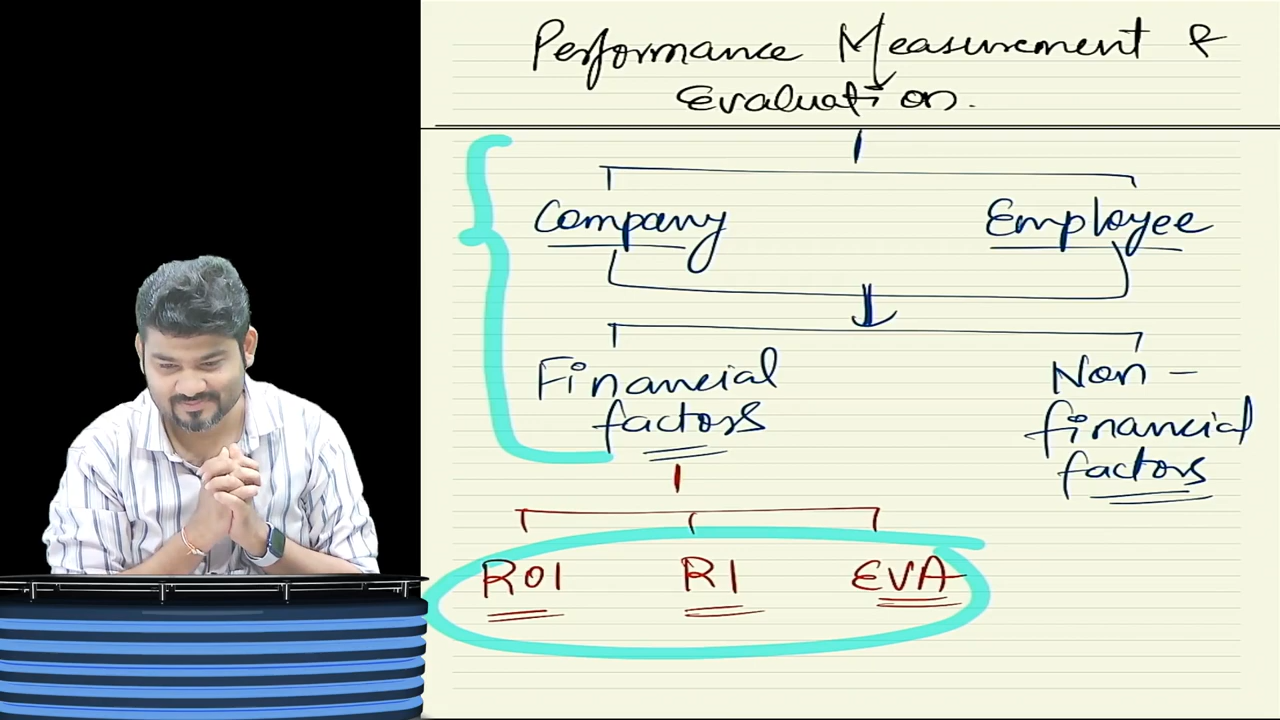 Performance Measurement &
Evaluation.
Company Employee
Financial factors
Non-financial factors
ROI RI EVA